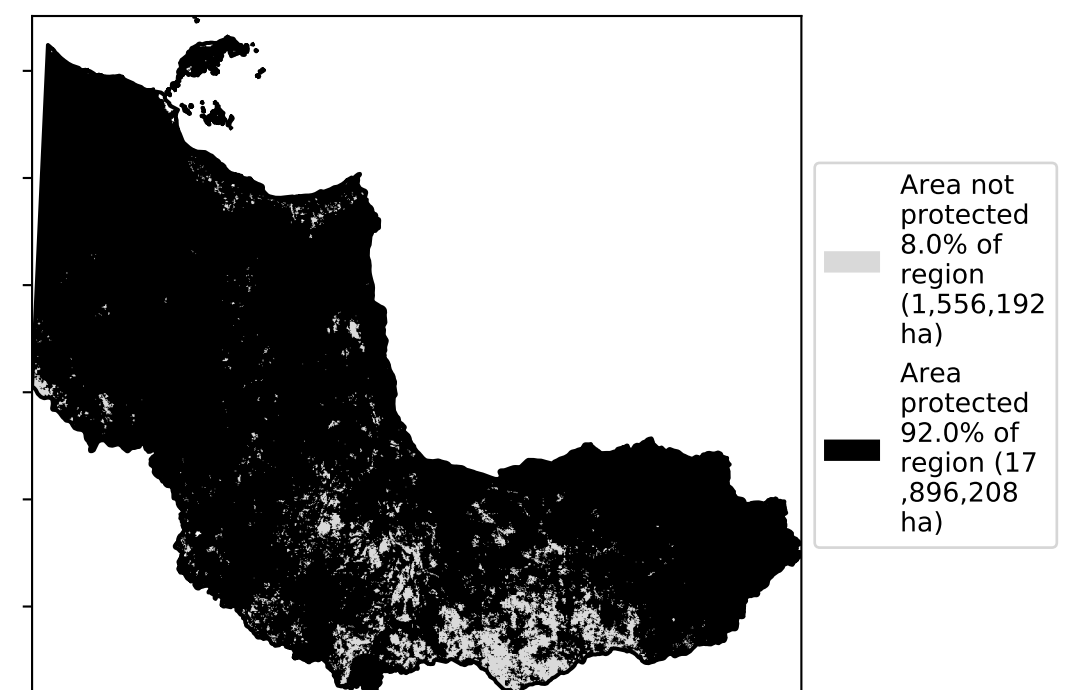 Area not
protected
8.0% of
region
(1,556,192
ha)
Area
protected
92.0% of
region (17
,896,208
ha)